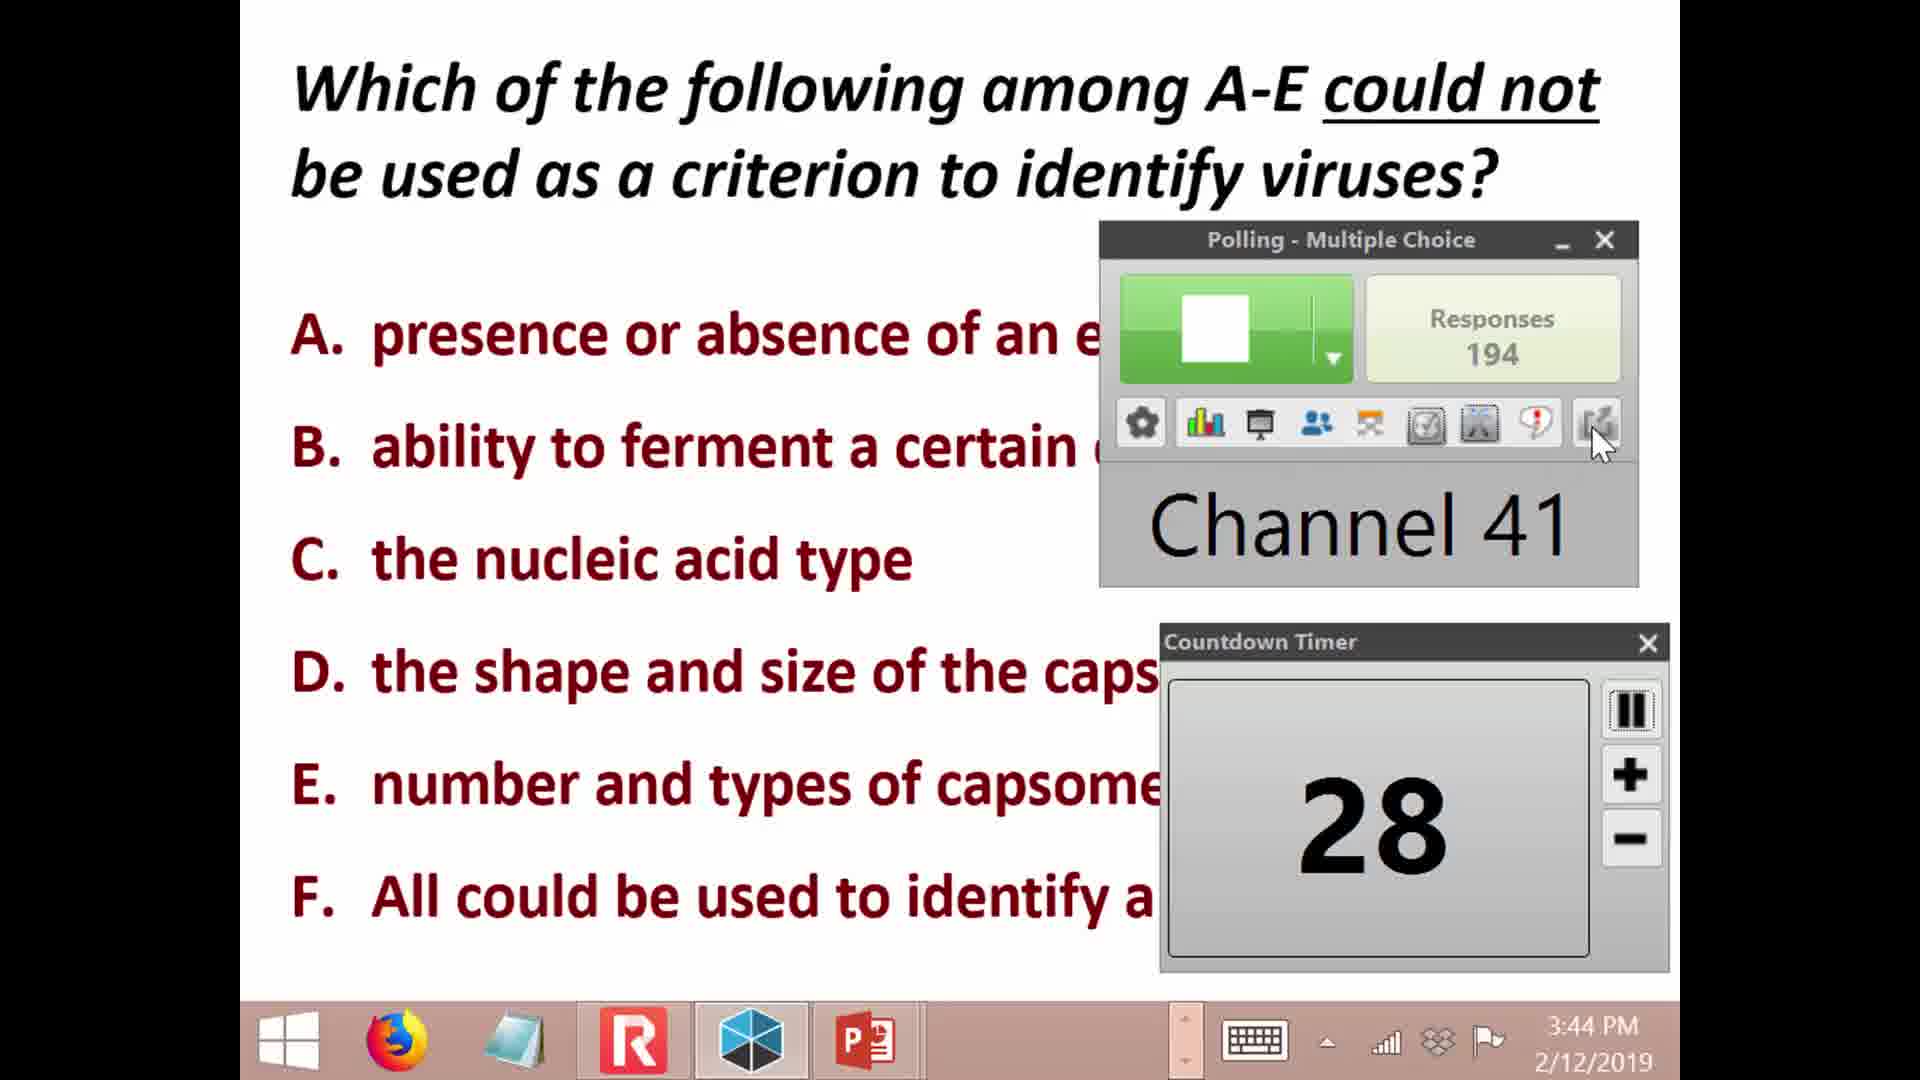 Which of the following among A-E could not
be used as a criterion to identify viruses?
Polling - Multiple Choice
A. presence or absence of an
Responses
194
B. ability to ferment a certain
Channel 41
C. the nucleic acid type
Countdown Timer
D. the shape and size of the caps
E. number and types of capsome
28
F. All could be used to identify a
3:44 PM
2/12/2019